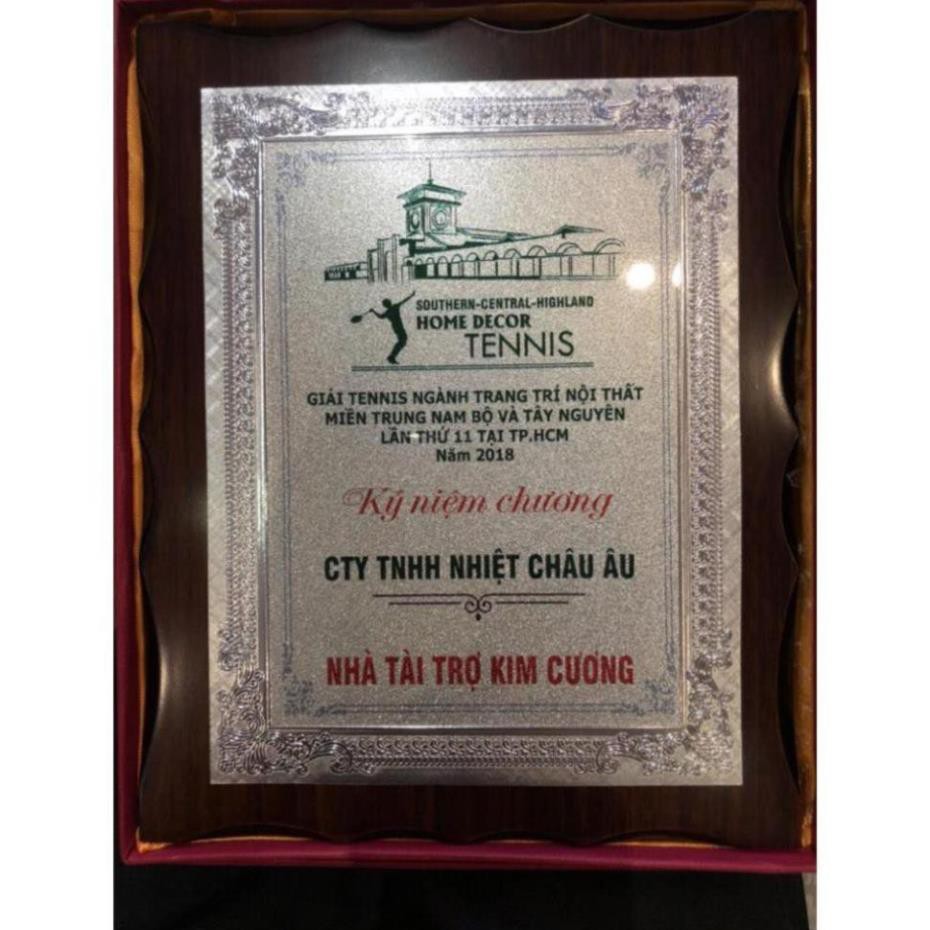 SOUTHERN-CENTRAL-HIGHLAND
HOME DECOR
TENNIS
GIẢI TENNIS NGÀNH TRANG TRÍ NỘI THẤT
MIỀN TRUNG NAM BỘ VÀ TÂY NGUYÊN
LẦN THỨ 11 TẠI TP.HCM
Năm 2018
Kỷ niệm chương
CTY TNHH NHIỆT CHÂU ÂU
NHÀ TÀI TRỢ KIM CƯƠNG